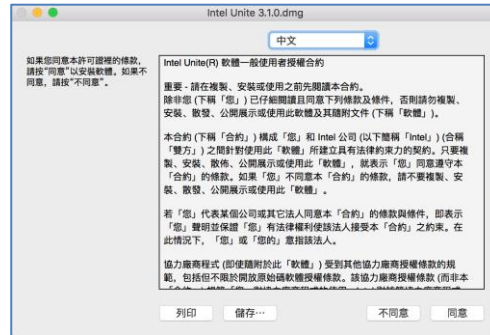 Intel Unite 3.1.0.dmg
中文
如果您同意本許可證裡的條款，
請按"同意"以安裝軟體。如果不
同意，請按"不同意"。
Intel Unite(R) 軟體一般使用者授權合約
重要 - 請在複製、安裝或使用之前先閱讀本合約。
除非您 (下稱「您」) 已仔細閱讀且同意下列條款及條件，否則請勿複製、
安裝、散發、公開展示或使用此軟體及其隨附文件 (下稱「軟體」)。
本合約 (下稱「合約」) 構成「您」和 Intel 公司 (以下簡稱「Intel」) (合稱
「雙方」) 之間針對使用此「軟體」所建立具有法律約束力的契約。只要複
製、安裝、散佈、公開展示或使用此「軟體」，就表示「您」同意遵守本
「合約」的條款。如果「您」不同意本「合約」的條款，請不要複製、安
裝、散發、公開展示或使用此「軟體」。
若「您」代表某個公司或其它法人同意本「合約」的條款與條件，即表示
「您」聲明並保證「您」有法律權利使該法人接受本「合約」之約束。在
此情況下，「您」或「您的」意指該法人。
協力廠商程式 (即使隨附於此「軟體」) 受到其他協力廠商授權條款的規
範，包括但不限於開放原始碼軟體授權條款。該協力廠商授權條款 (而非本
列印
儲存…
不同意
同意